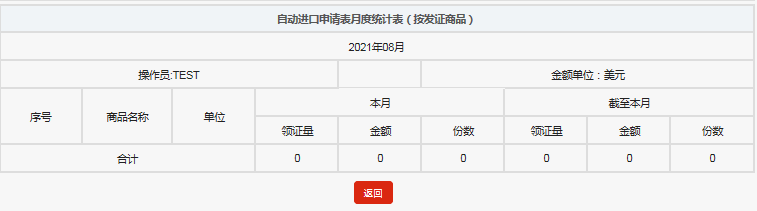 自动进口申请表月度统计表（按发证商品）
2021年08月
操作员:TEST 金额单位：美元
序号 商品名称 单位 本月 截至本月
领证量 金额 份数 领证量 金额 份数
合计 0 0 0 0 0 0
返回